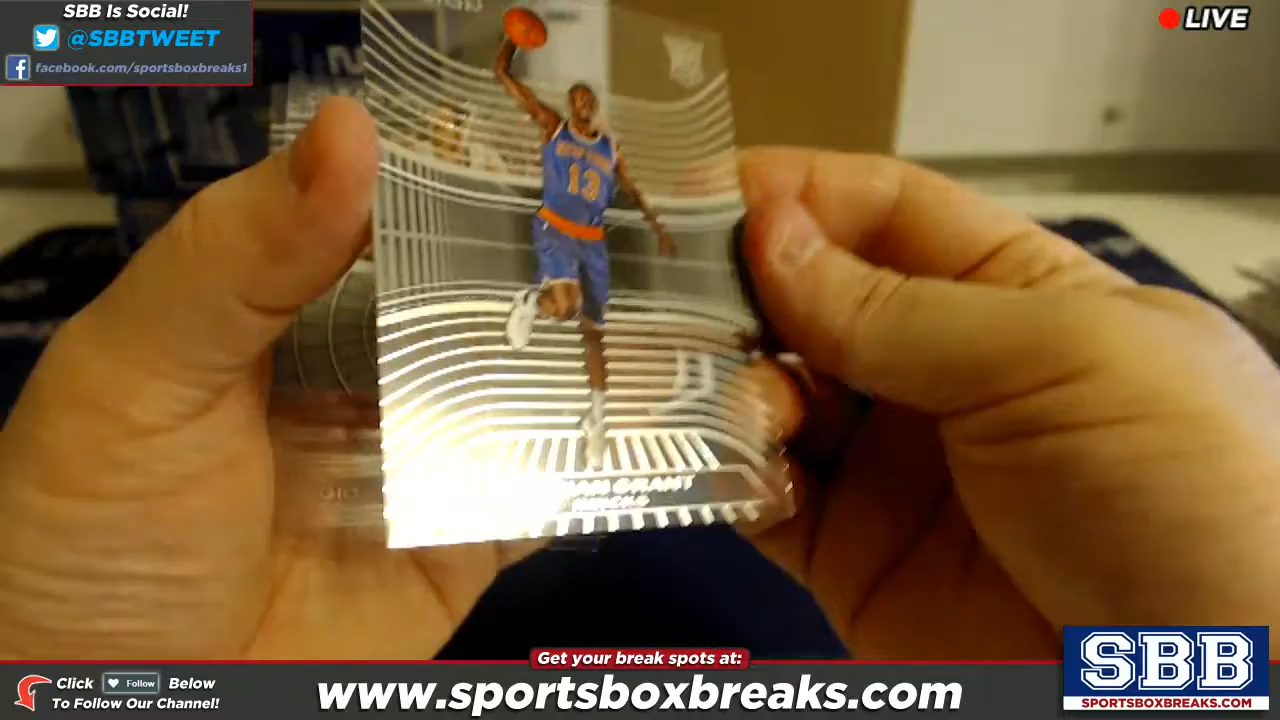 SBB Is Social!
@SBBTWEET
facebook.com/sportsboxbreaks1
LIVE
13
GRANT
Get your break spots at:
Click Follow Below
To Follow Our Channel!
www.sportsboxbreaks.com
SBB
SPORTSBOXBREAKS.COM